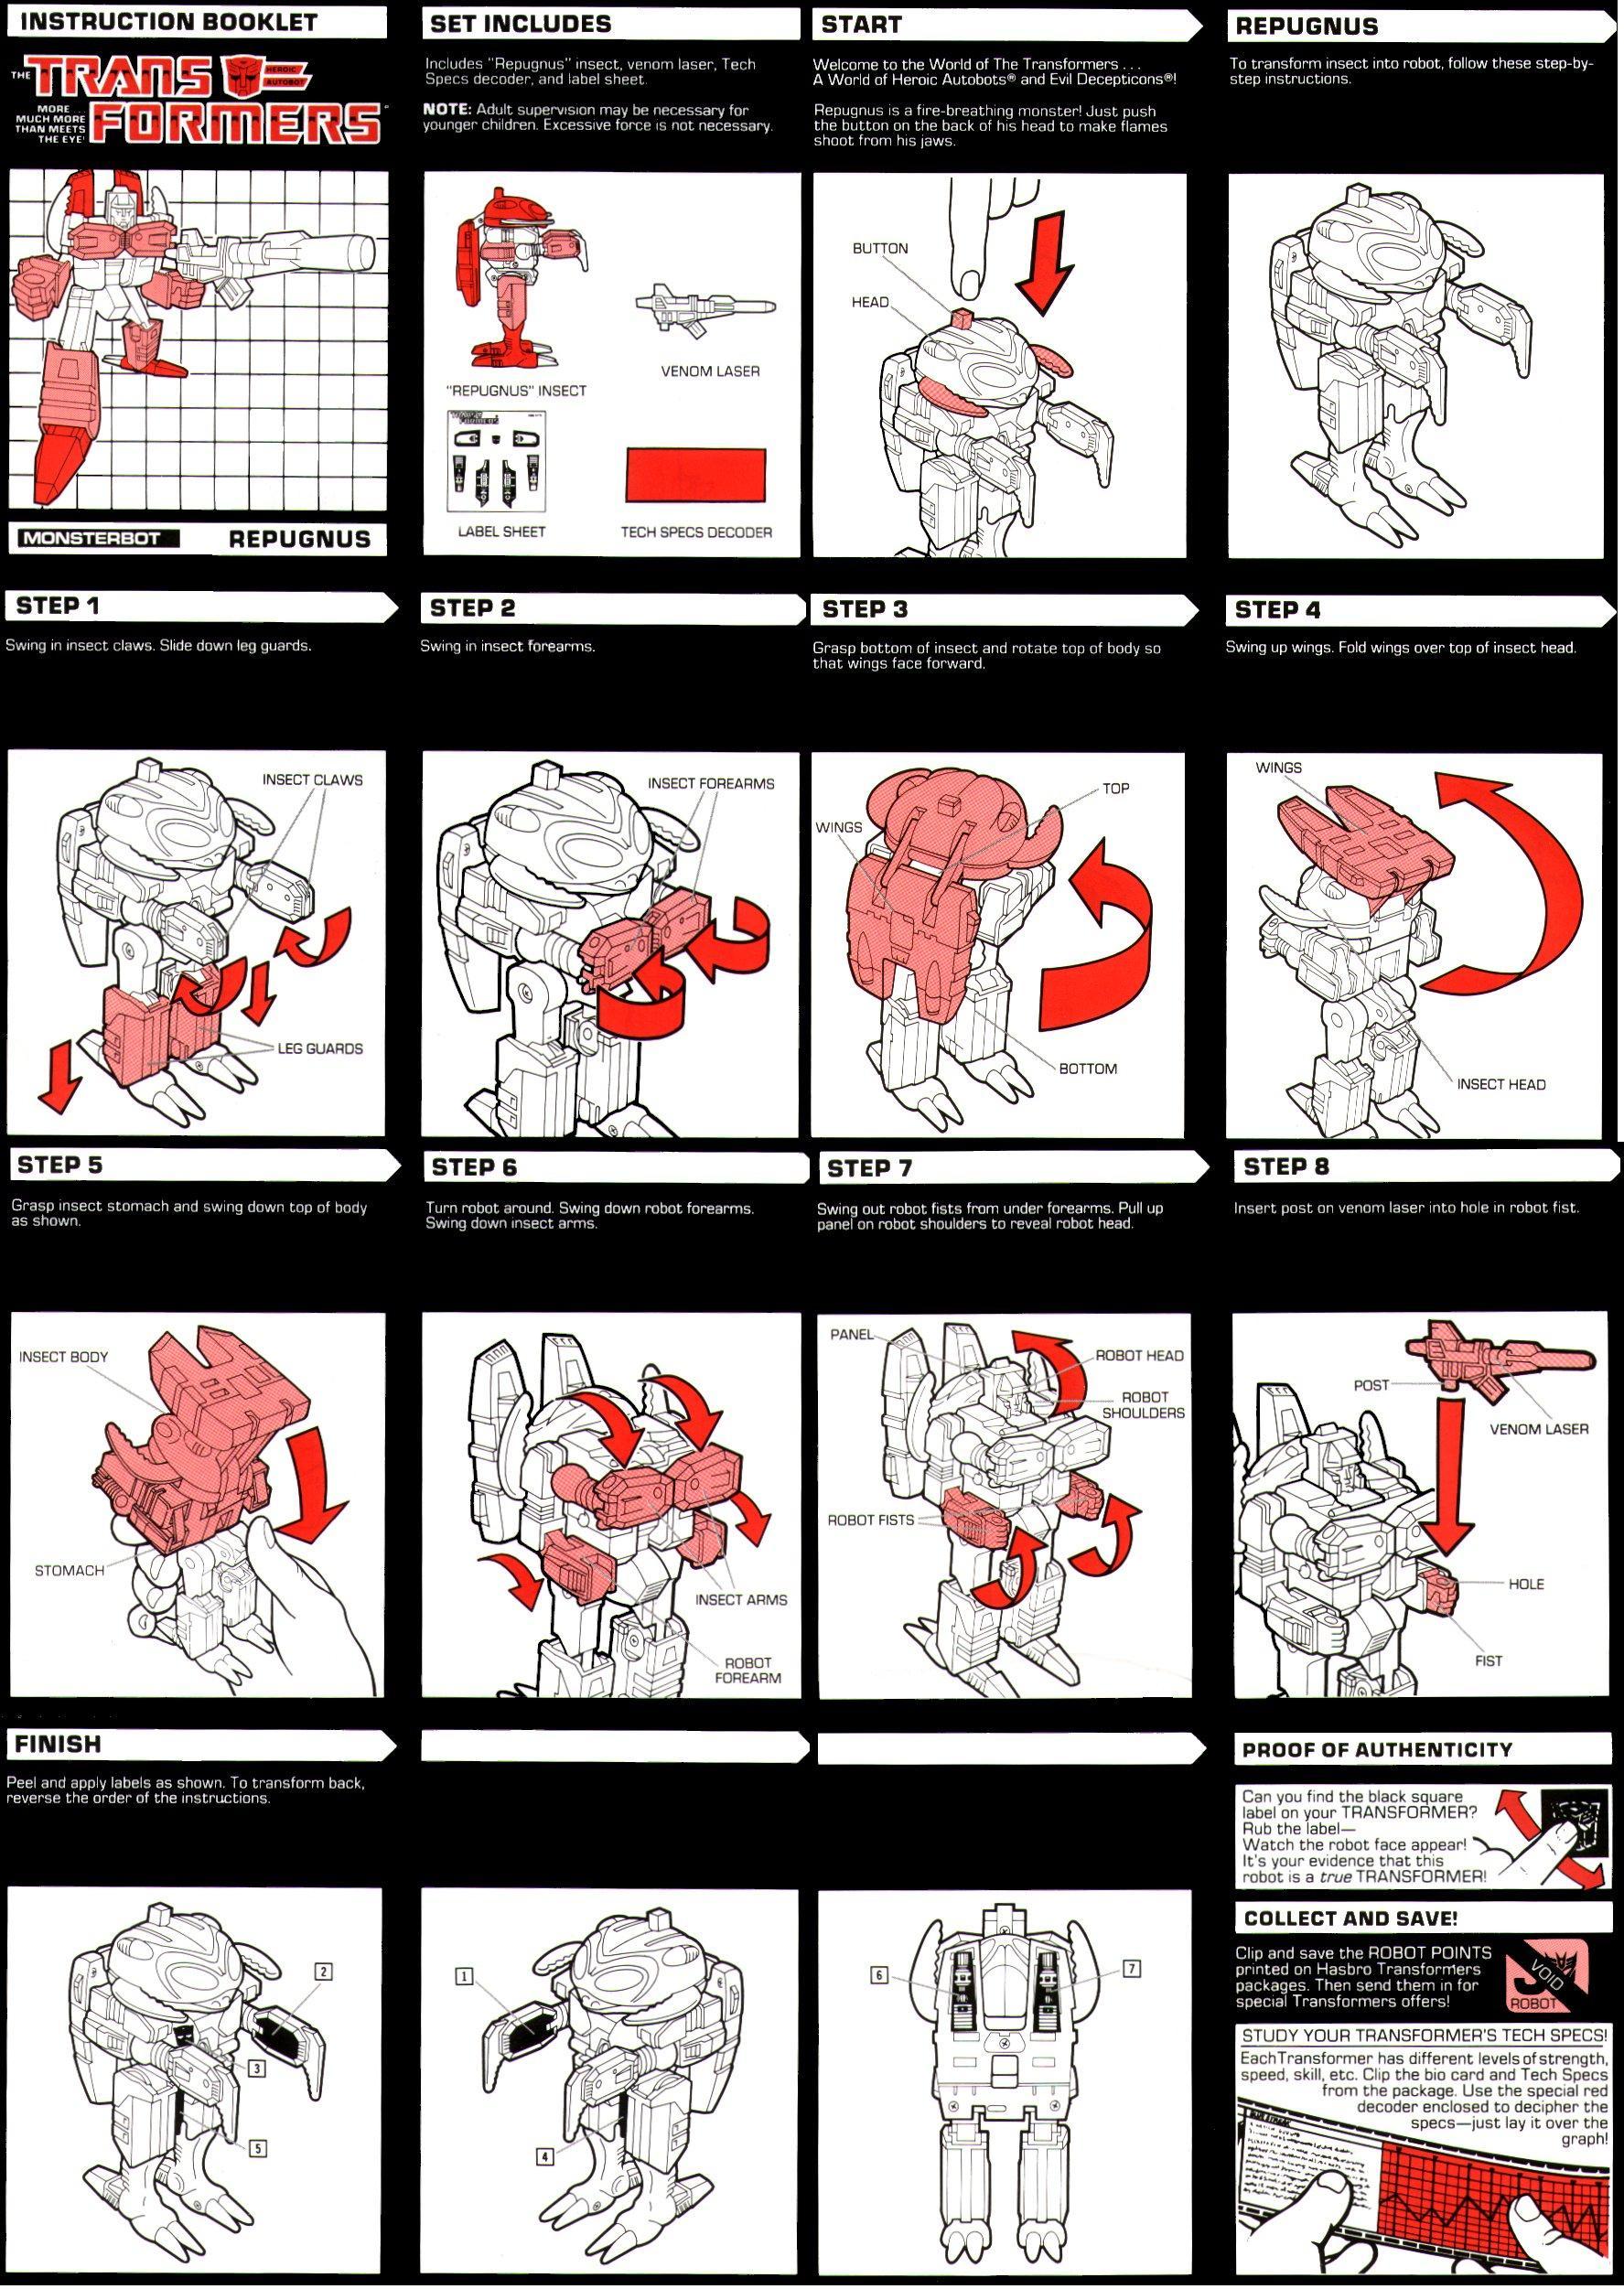 INSTRUCTION BOOKLET
THE TRANSFORMERS
HEROIC
AUTOBOT
MORE
MUCH MORE
THAN MEETS
THE EYE!
MONSTERBOT REPUGNUS
SET INCLUDES
Includes "Repugnus" insect, venom laser, Tech
Specs decoder, and label sheet.
NOTE: Adult supervision may be necessary for
younger children. Excessive force is not necessary.
"REPUGNUS" INSECT
VENOM LASER
TRANSFORMERS
LABEL SHEET
TECH SPECS DECODER
START
Welcome to the World of The Transformers . . .
A World of Heroic Autobots® and Evil Decepticons®!
Repugnus is a fire-breathing monster! Just push
the button on the back of his head to make flames
shoot from his jaws.
BUTTON
HEAD
REPUGNUS
To transform insect into robot, follow these step-by-
step instructions.
STEP 1
Swing in insect claws. Slide down leg guards.
INSECT CLAWS
LEG GUARDS
STEP 2
Swing in insect forearms.
INSECT FOREARMS
STEP 3
Grasp bottom of insect and rotate top of body so
that wings face forward.
TOP
WINGS
BOTTOM
STEP 4
Swing up wings. Fold wings over top of insect head.
WINGS
INSECT HEAD
STEP 5
Grasp insect stomach and swing down top of body
as shown.
INSECT BODY
STOMACH
STEP 6
Turn robot around. Swing down robot forearms.
Swing down insect arms.
INSECT ARMS
ROBOT
FOREARM
STEP 7
Swing out robot fists from under forearms. Pull up
panel on robot shoulders to reveal robot head.
PANEL
ROBOT HEAD
ROBOT
SHOULDERS
ROBOT FISTS
STEP 8
Insert post on venom laser into hole in robot fist.
POST
VENOM LASER
HOLE
FIST
FINISH
Peel and apply labels as shown. To transform back,
reverse the order of the instructions.
2
3
5
1
4
6
7
PROOF OF AUTHENTICITY
Can you find the black square
label on your TRANSFORMER?
Rub the label—
Watch the robot face appear!
It's your evidence that this
robot is a true TRANSFORMER!
COLLECT AND SAVE!
Clip and save the ROBOT POINTS
printed on Hasbro Transformers
packages. Then send them in for
special Transformers offers!
VOID
ROBOT
STUDY YOUR TRANSFORMER'S TECH SPECS!
Each Transformer has different levels of strength,
speed, skill, etc. Clip the bio card and Tech Specs
from the package. Use the special red
decoder enclosed to decipher the
specs—just lay it over the
graph!